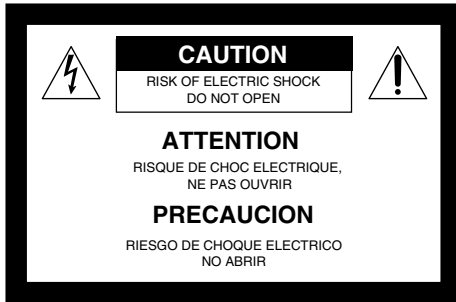 CAUTION
RISK OF ELECTRIC SHOCK
DO NOT OPEN
ATTENTION
RISQUE DE CHOC ELECTRIQUE,
NE PAS OUVRIR
PRECAUCION
RIESGO DE CHOQUE ELECTRICO
NO ABRIR